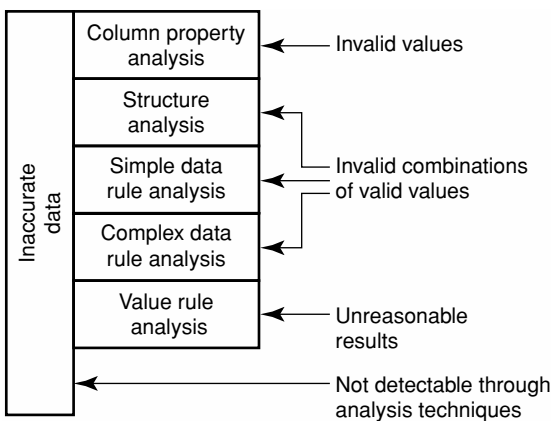 Column property
analysis
Invalid values
Structure
analysis
Simple data
rule analysis
Invalid combinations
of valid values
Complex data
rule analysis
Value rule
analysis
Unreasonable
results
Inaccurate
data
Not detectable through
analysis techniques